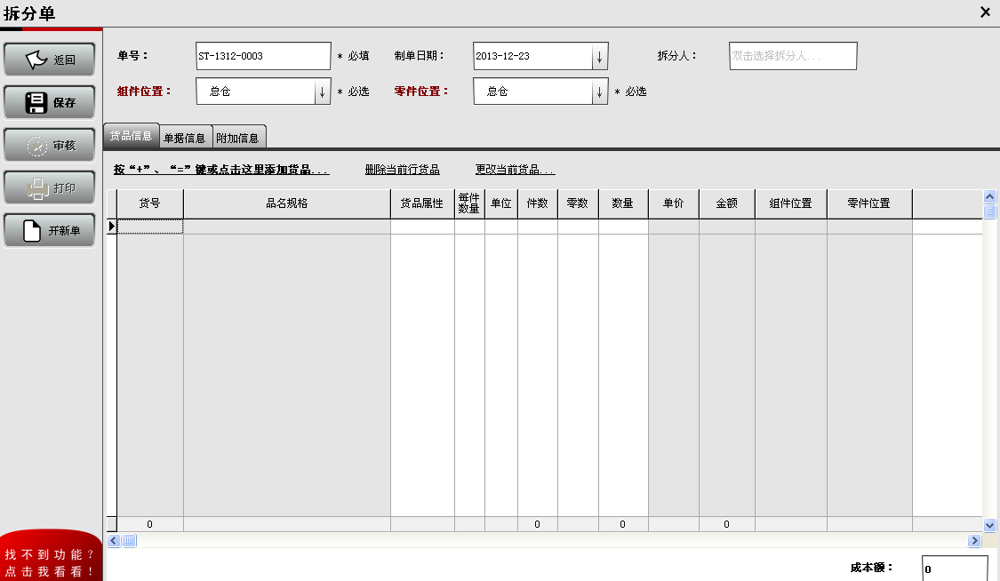 拆分单
返回
保存
审核
打印
开新单
找不到功能?
点击我看看!
单号： ST-1312-0003 * 必填 制单日期： 2013-12-23 拆分人： 双击选择拆分人...
组件位置： 总仓 * 必选 零件位置： 总仓 * 必选
货品信息 单据信息 附加信息
按“+”、“=”键或点击这里添加货品... 删除当前行货品 更改当前货品...
货号 品名规格 货品属性 每件数量 单位 件数 零数 数量 单价 金额 组件位置 零件位置
0 0 0 0
成本额： 0